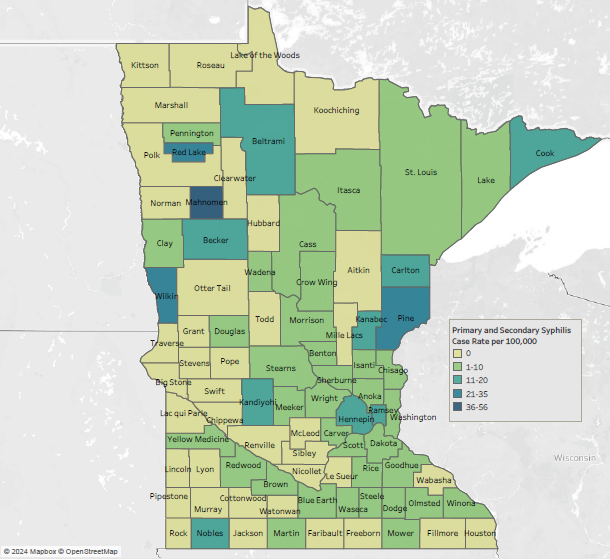 Lake of the Woods
Kittson
Roseau
Marshall
Koochiching
Pennington
Beltrami
Red Lake
Polk
Cook
St. Louis
Clearwater
Lake
Itasca
Norman
Mahnomen
Hubbard
Clay
Becker
Cass
Wadena
Aitkin
Carlton
Crow Wing
Wilkin
Otter Tail
Todd
Morrison
Kanabec
Pine
Grant
Douglas
Mille Lacs
Traverse
Benton
Stevens
Pope
Stearns
Isanti
Chisago
Big Stone
Sherburne
Swift
Kandiyohi
Meeker
Wright
Anoka
Ramsey
Lac qui Parle
Chippewa
Hennepin
Washington
Yellow Medicine
Renville
McLeod
Carver
Scott
Dakota
Sibley
Lincoln
Lyon
Redwood
Nicollet
Le Sueur
Rice
Goodhue
Wabasha
Brown
Pipestone
Murray
Cottonwood
Watonwan
Blue Earth
Waseca
Steele
Dodge
Olmsted
Winona
Rock
Nobles
Jackson
Martin
Faribault
Freeborn
Mower
Fillmore
Houston
Primary and Secondary Syphilis
Case Rate per 100,000
0
1-10
11-20
21-35
36-56
Wisconsin
© 2024 Mapbox © OpenStreetMap